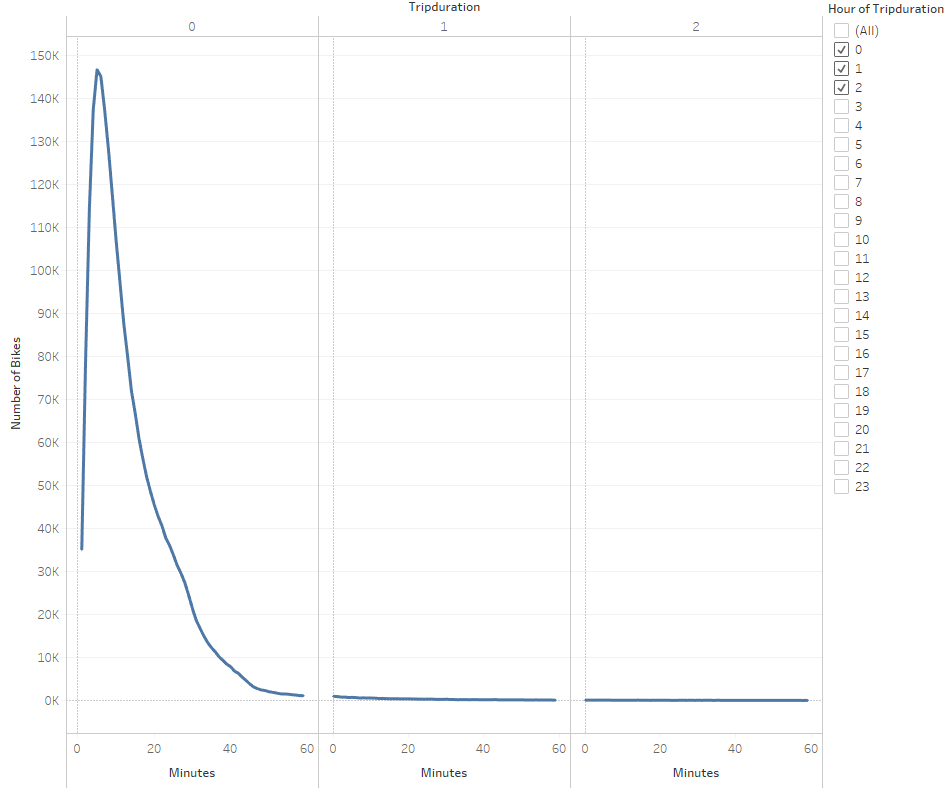 Tripduration
0
1
2
150K
140K
130K
120K
110K
100K
90K
80K
70K
60K
50K
40K
30K
20K
10K
0K
Number of Bikes
0 20 40 60
0 20 40 60
0 20 40 60
Minutes
Minutes
Minutes
Hour of Tripduration
(All)
0
1
2
3
4
5
6
7
8
9
10
11
12
13
14
15
16
17
18
19
20
21
22
23